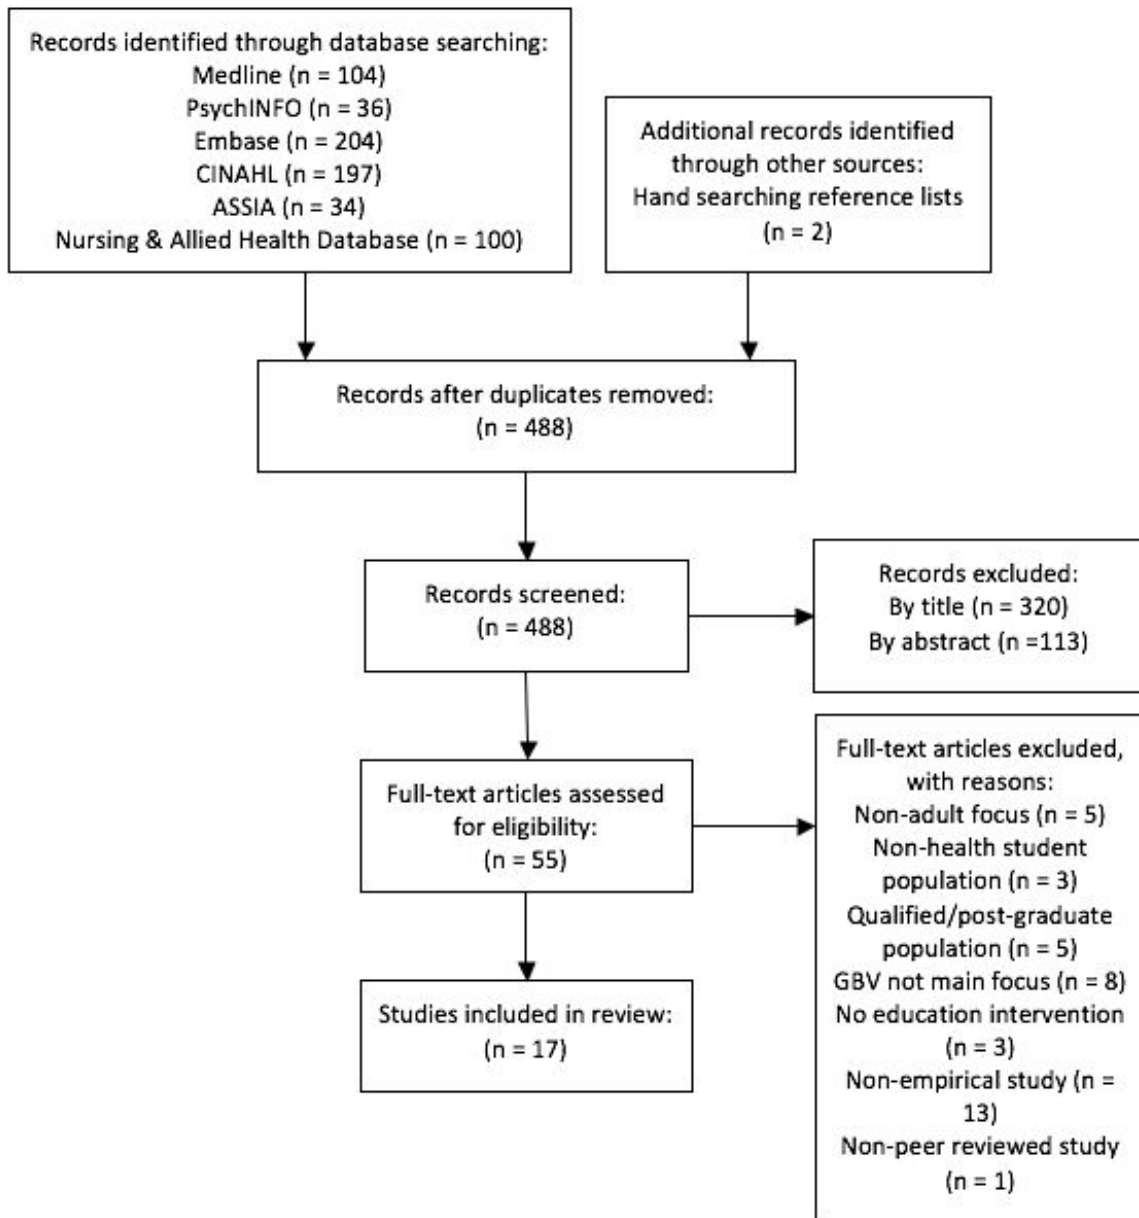 Records identified through database searching:
Medline (n = 104)
PsychINFO (n = 36)
Embase (n = 204)
CINAHL (n = 197)
ASSIA (n = 34)
Nursing & Allied Health Database (n = 100)
Additional records identified
through other sources:
Hand searching reference lists
(n = 2)
Records after duplicates removed:
(n = 488)
Records screened:
(n = 488)
Records excluded:
By title (n = 320)
By abstract (n =113)
Full-text articles assessed
for eligibility:
(n = 55)
Full-text articles excluded,
with reasons:
Non-adult focus (n = 5)
Non-health student
population (n = 3)
Qualified/post-graduate
population (n = 5)
GBV not main focus (n = 8)
No education intervention
(n = 3)
Non-empirical study (n =
13)
Non-peer reviewed study
(n = 1)
Studies included in review:
(n = 17)